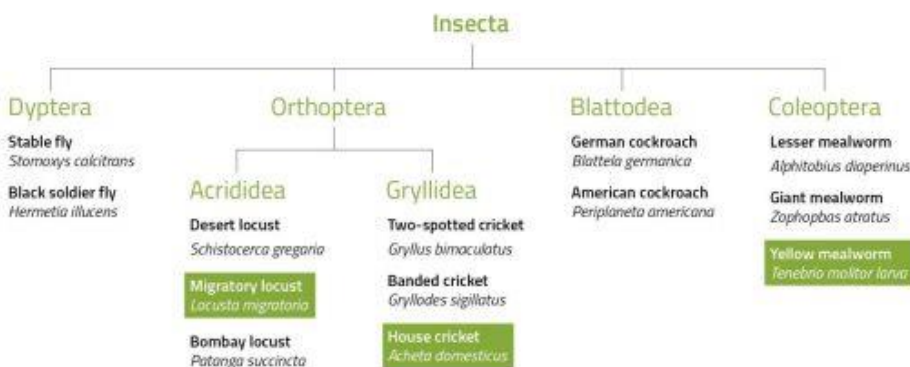 Insecta
Dyptera
Stable fly
Stomoxys calcitrans
Black soldier fly
Hermetia illucens
Orthoptera
Acrididea
Desert locust
Schistocerca gregaria
Migratory locust
Locusta migratoria
Bombay locust
Patanga succincta
Gryllidea
Two-spotted cricket
Gryllus bimaculatus
Banded cricket
Gryllodes sigillatus
House cricket
Acheta domesticus
Blattodea
German cockroach
Blattela germanica
American cockroach
Periplaneta americana
Coleoptera
Lesser mealworm
Alphitobius diaperinus
Giant mealworm
Zophopbas atratus
Yellow mealworm
Tenebrio molitor larva